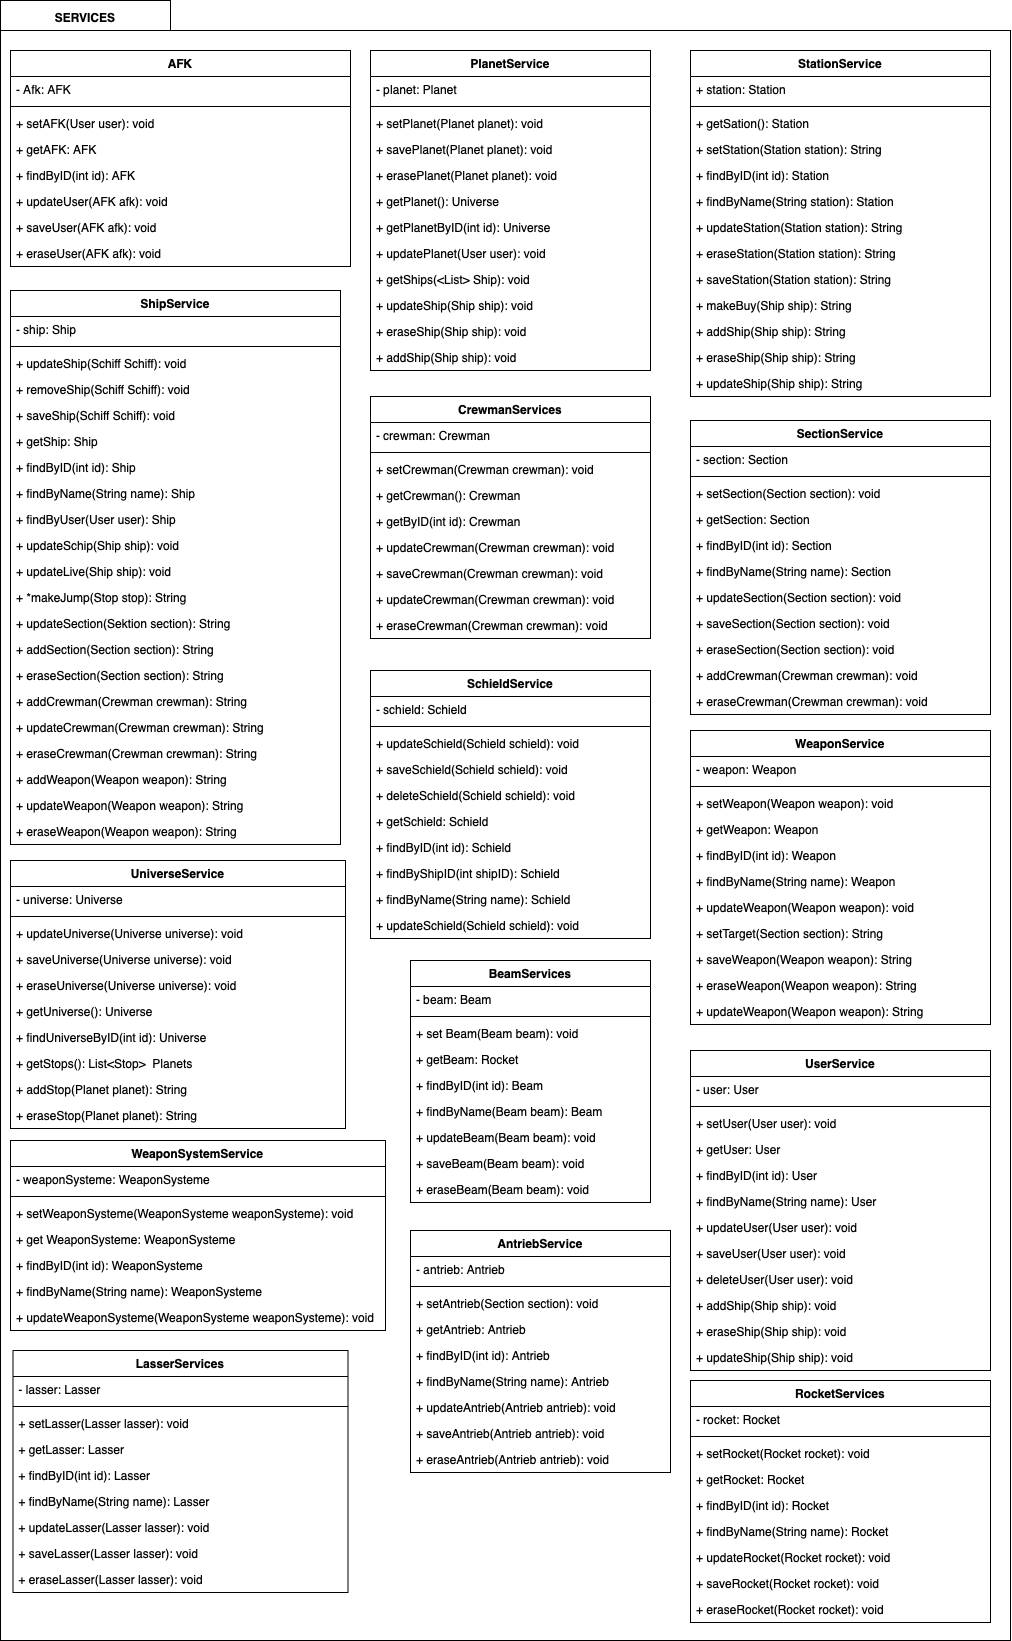 SERVICES
AFK
- Afk: AFK
+ setAFK(User user): void
+ getAFK: AFK
+ findByID(int id): AFK
+ updateUser(AFK afk): void
+ saveUser(AFK afk): void
+ eraseUser(AFK afk): void
ShipService
- ship: Ship
+ updateShip(Schiff Schiff): void
+ removeShip(Schiff Schiff): void
+ saveShip(Schiff Schiff): void
+ getShip: Ship
+ findByID(int id): Ship
+ findByName(String name): Ship
+ findByUser(User user): Ship
+ updateSchip(Ship ship): void
+ updateLive(Ship ship): void
+ *makeJump(Stop stop): String
+ updateSection(Sektion section): String
+ addSection(Section section): String
+ eraseSection(Section section): String
+ addCrewman(Crewman crewman): String
+ updateCrewman(Crewman crewman): String
+ eraseCrewman(Crewman crewman): String
+ addWeapon(Weapon weapon): String
+ updateWeapon(Weapon weapon): String
+ eraseWeapon(Weapon weapon): String
UniverseService
- universe: Universe
+ updateUniverse(Universe universe): void
+ saveUniverse(Universe universe): void
+ eraseUniverse(Universe universe): void
+ getUniverse(): Universe
+ findUniverseByID(int id): Universe
+ getStops(): List<Stop>  Planets
+ addStop(Planet planet): String
+ eraseStop(Planet planet): String
WeaponSystemService
- weaponSysteme: WeaponSysteme
+ setWeaponSysteme(WeaponSysteme weaponSysteme): void
+ get WeaponSysteme: WeaponSysteme
+ findByID(int id): WeaponSysteme
+ findByName(String name): WeaponSysteme
+ updateWeaponSysteme(WeaponSysteme weaponSysteme): void
LasserServices
- lasser: Lasser
+ setLasser(Lasser lasser): void
+ getLasser: Lasser
+ findByID(int id): Lasser
+ findByName(String name): Lasser
+ updateLasser(Lasser lasser): void
+ saveLasser(Lasser lasser): void
+ eraseLasser(Lasser lasser): void
PlanetService
- planet: Planet
+ setPlanet(Planet planet): void
+ savePlanet(Planet planet): void
+ erasePlanet(Planet planet): void
+ getPlanet(): Universe
+ getPlanetByID(int id): Universe
+ updatePlanet(User user): void
+ getShips(<List> Ship): void
+ updateShip(Ship ship): void
+ eraseShip(Ship ship): void
+ addShip(Ship ship): void
CrewmanServices
- crewman: Crewman
+ setCrewman(Crewman crewman): void
+ getCrewman(): Crewman
+ getByID(int id): Crewman
+ updateCrewman(Crewman crewman): void
+ saveCrewman(Crewman crewman): void
+ updateCrewman(Crewman crewman): void
+ eraseCrewman(Crewman crewman): void
SchieldService
- schield: Schield
+ updateSchield(Schield schield): void
+ saveSchield(Schield schield): void
+ deleteSchield(Schield schield): void
+ getSchield: Schield
+ findByID(int id): Schield
+ findByShipID(int shipID): Schield
+ findByName(String name): Schield
+ updateSchield(Schield schield): void
BeamServices
- beam: Beam
+ set Beam(Beam beam): void
+ getBeam: Rocket
+ findByID(int id): Beam
+ findByName(Beam beam): Beam
+ updateBeam(Beam beam): void
+ saveBeam(Beam beam): void
+ eraseBeam(Beam beam): void
AntriebService
- antrieb: Antrieb
+ setAntrieb(Section section): void
+ getAntrieb: Antrieb
+ findByID(int id): Antrieb
+ findByName(String name): Antrieb
+ updateAntrieb(Antrieb antrieb): void
+ saveAntrieb(Antrieb antrieb): void
+ eraseAntrieb(Antrieb antrieb): void
StationService
+ station: Station
+ getSation(): Station
+ setStation(Station station): String
+ findByID(int id): Station
+ findByName(String station): Station
+ updateStation(Station station): String
+ eraseStation(Station station): String
+ saveStation(Station station): String
+ makeBuy(Ship ship): String
+ addShip(Ship ship): String
+ eraseShip(Ship ship): String
+ updateShip(Ship ship): String
SectionService
- section: Section
+ setSection(Section section): void
+ getSection: Section
+ findByID(int id): Section
+ findByName(String name): Section
+ updateSection(Section section): void
+ saveSection(Section section): void
+ eraseSection(Section section): void
+ addCrewman(Crewman crewman): void
+ eraseCrewman(Crewman crewman): void
WeaponService
- weapon: Weapon
+ setWeapon(Weapon weapon): void
+ getWeapon: Weapon
+ findByID(int id): Weapon
+ findByName(String name): Weapon
+ updateWeapon(Weapon weapon): void
+ setTarget(Section section): String
+ saveWeapon(Weapon weapon): String
+ eraseWeapon(Weapon weapon): String
+ updateWeapon(Weapon weapon): String
UserService
- user: User
+ setUser(User user): void
+ getUser: User
+ findByID(int id): User
+ findByName(String name): User
+ updateUser(User user): void
+ saveUser(User user): void
+ deleteUser(User user): void
+ addShip(Ship ship): void
+ eraseShip(Ship ship): void
+ updateShip(Ship ship): void
RocketServices
- rocket: Rocket
+ setRocket(Rocket rocket): void
+ getRocket: Rocket
+ findByID(int id): Rocket
+ findByName(String name): Rocket
+ updateRocket(Rocket rocket): void
+ saveRocket(Rocket rocket): void
+ eraseRocket(Rocket rocket): void